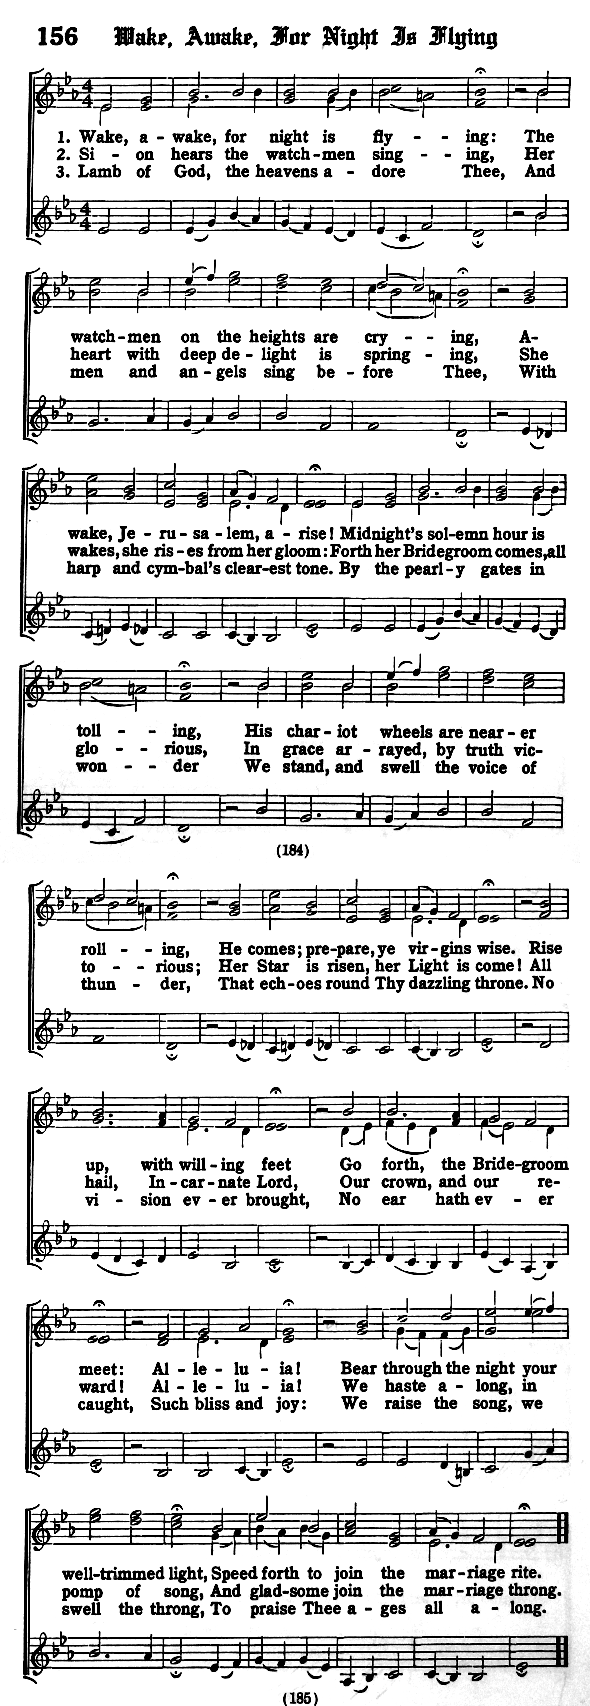 156 Wake, Awake, For Night Is Flying
1. Wake, a - wake, for night is fly - - ing: The
2. Si - on hears the watch-men sing - - ing, Her
3. Lamb of God, the heavens a - dore Thee, And
watch-men on the heights are cry - - ing, A-
heart with deep de - light is spring - ing, She
men and an - gels sing be - fore Thee, With
wake, Je - ru - sa - lem, a - rise! Midnight's sol-emn hour is
wakes, she ris - es from her gloom: Forth her Bridegroom comes, all
harp and cym-bal's clear-est tone. By the pearl-y gates in
toll - - ing, His char-iot wheels are near-er
glo - - rious, In grace ar - rayed, by truth vic-
won - - der We stand, and swell the voice of
(184)
roll - - ing, He comes; pre-pare, ye vir-gins wise. Rise
to - - rious; Her Star is risen, her Light is come! All
thun - - der, That ech-oes round Thy dazzling throne. No
up, with will-ing feet Go forth, the Bride-groom
hail, In-car-nate Lord, Our crown, and our re-
vi - sion ev - er brought, No ear hath ev - er
meet: Al - le - lu - ia! Bear through the night your
ward! Al - le - lu - ia! We haste a - long, in
caught, Such bliss and joy: We raise the song, we
well-trimmed light, Speed forth to join the mar-riage rite.
pomp of song, And glad-some join the mar-riage throng.
swell the throng, To praise Thee a - ges all a - long.
(185)